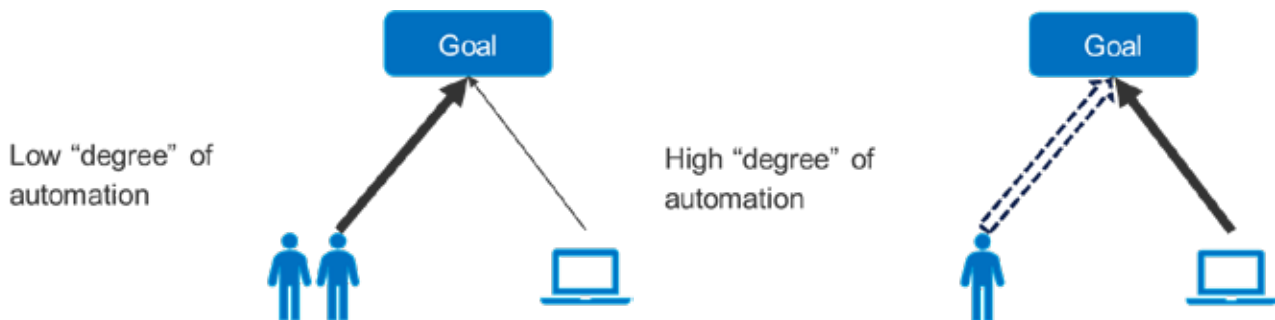 Goal
Low “degree” of
automation
Goal
High “degree” of
automation